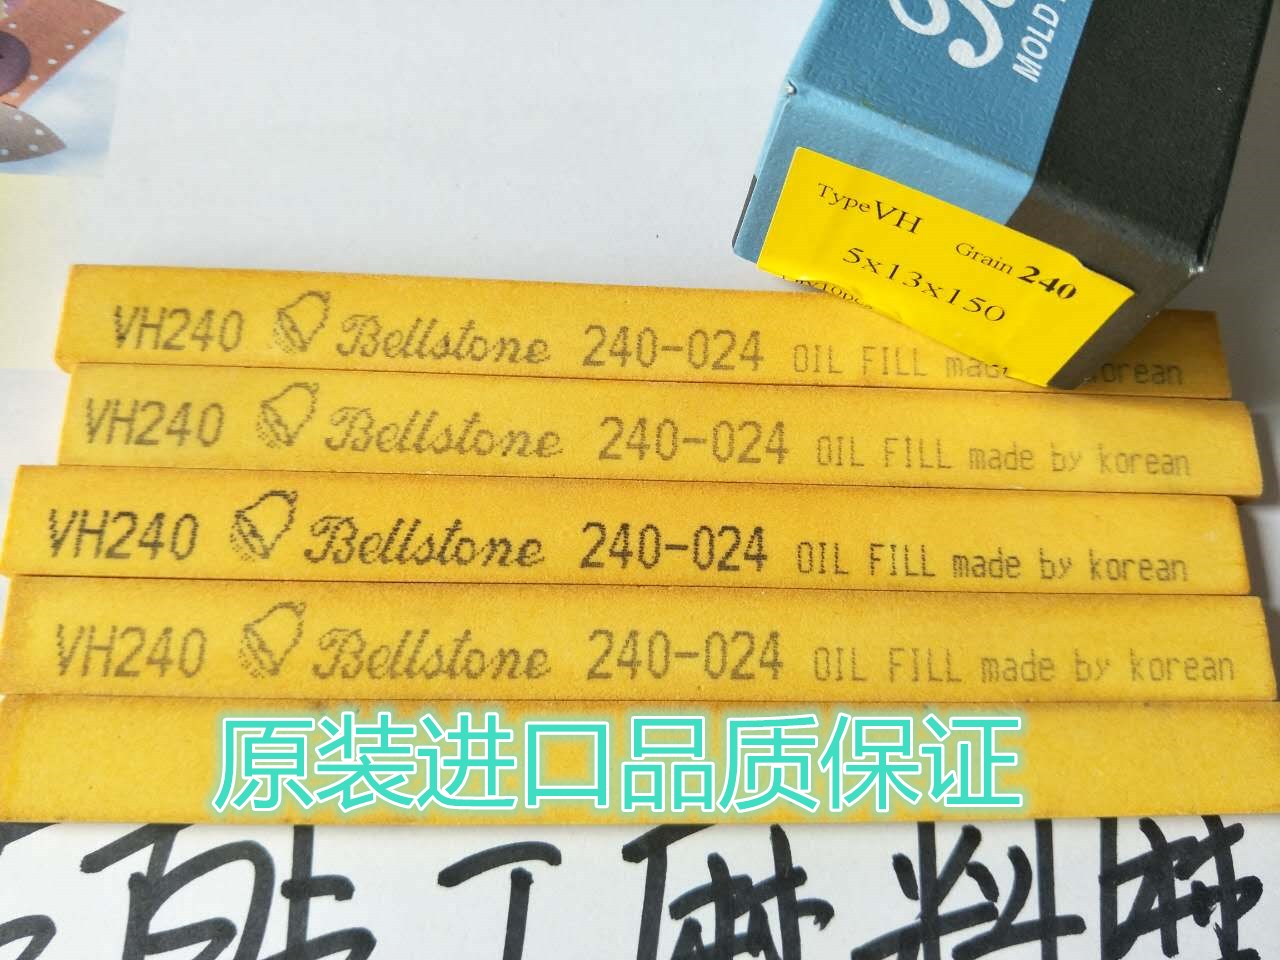 MOLD
Type VH Grain 240
5x13x150
VH240 Bellstone 240-024 OIL FILL made korean
VH240 Bellstone 240-024 OIL FILL made by korean
VH240 Bellstone 240-024 OIL FILL made by korean
VH240 Bellstone 240-024 OIL FILL made by korean
原装进口品质保证